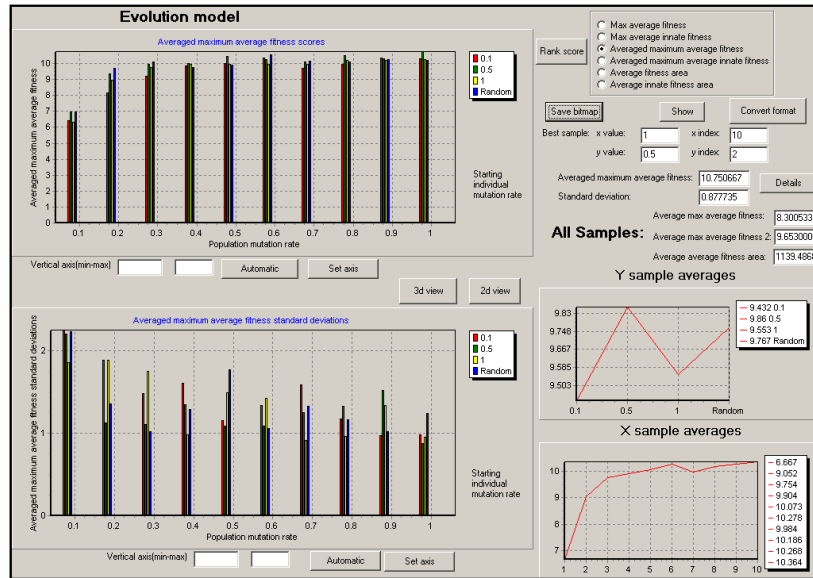 Evolution model
Averaged maximum average fitness scores
Averaged maximum average fitness
10
9
8
7
6
5
4
3
2
1
0
0.1 0.2 0.3 0.4 0.5 0.6 0.7 0.8 0.9 1
Population mutation rate
0.1
0.5
1
Random
Starting
individual
mutation rate
Vertical axis(min-max)
Automatic
Set axis
3d view
2d view
Averaged maximum average fitness standard deviations
Averaged maximum average fitness standard deviations
2
1
0
0.1 0.2 0.3 0.4 0.5 0.6 0.7 0.8 0.9 1
Population mutation rate
0.1
0.5
1
Random
Starting
individual
mutation rate
Vertical axis(min-max)
Automatic
Set axis
Rank score
Max average fitness
Max average innate fitness
Averaged maximum average fitness
Averaged maximum average innate fitness
Average fitness area
Average innate fitness area
Save bitmap
Show
Convert format
Best sample: x value: 1 x index: 10
y value: 0.5 y index: 2
Averaged maximum average fitness: 10.750667
Standard deviation: 0.877735
Details
All Samples:
Average max average fitness: 8.300533
Average max average fitness 2: 9.653000
Average average fitness area: 1139.4868
Y sample averages
9.83
9.748
9.667
9.585
9.503
0.1 0.5 1 Random
9.432 0.1
9.86 0.5
9.553 1
9.767 Random
X sample averages
10
9
8
7
1 2 3 4 5 6 7 8 9 10
6.667
9.052
9.754
9.904
10.073
10.278
9.984
10.186
10.268
10.364